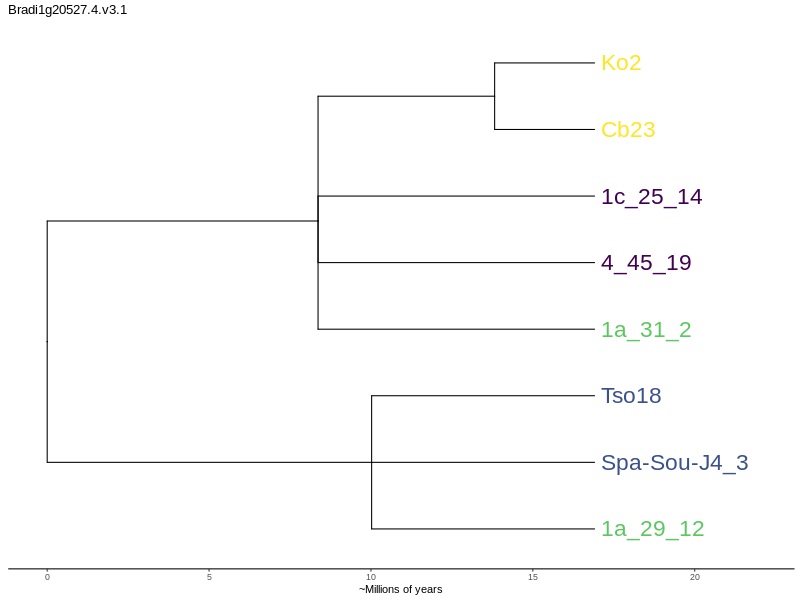 Bradi1g20527.4.v3.1
Ko2
Cb23
1c_25_14
4_45_19
1a_31_2
Tso18
Spa-Sou-J4_3
1a_29_12
0 5 10 15 20
~Millions of years